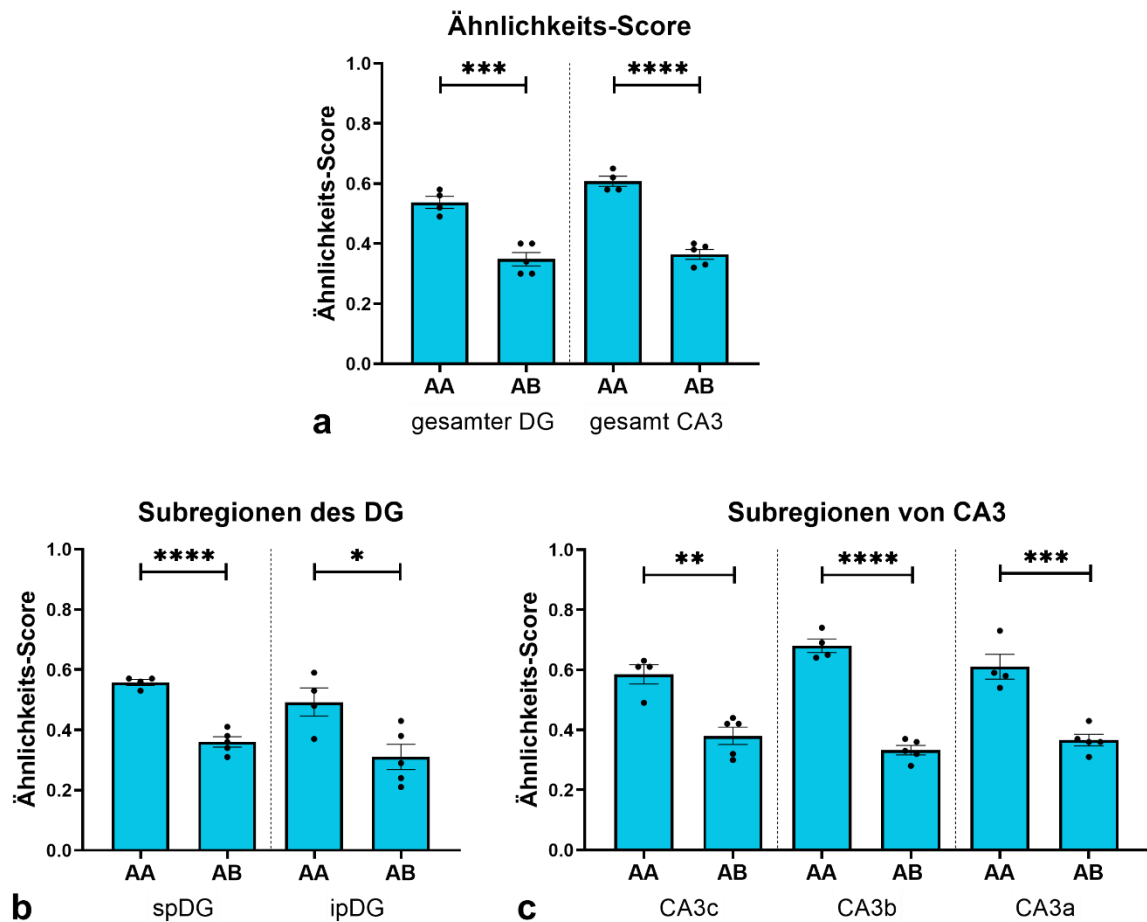 Ähnlichkeits-Score
Ähnlichkeits-Score
1.0
0.8
0.6
0.4
0.2
0.0
*** ****
AA AB AA AB
gesamter DG gesamt CA3
a
Subregionen des DG
Ähnlichkeits-Score
1.0
0.8
0.6
0.4
0.2
0.0
**** *
AA AB AA AB
spDG ipDG
b
Subregionen von CA3
Ähnlichkeits-Score
1.0
0.8
0.6
0.4
0.2
0.0
** **** ***
AA AB AA AB AA AB
CA3c CA3b CA3a
c